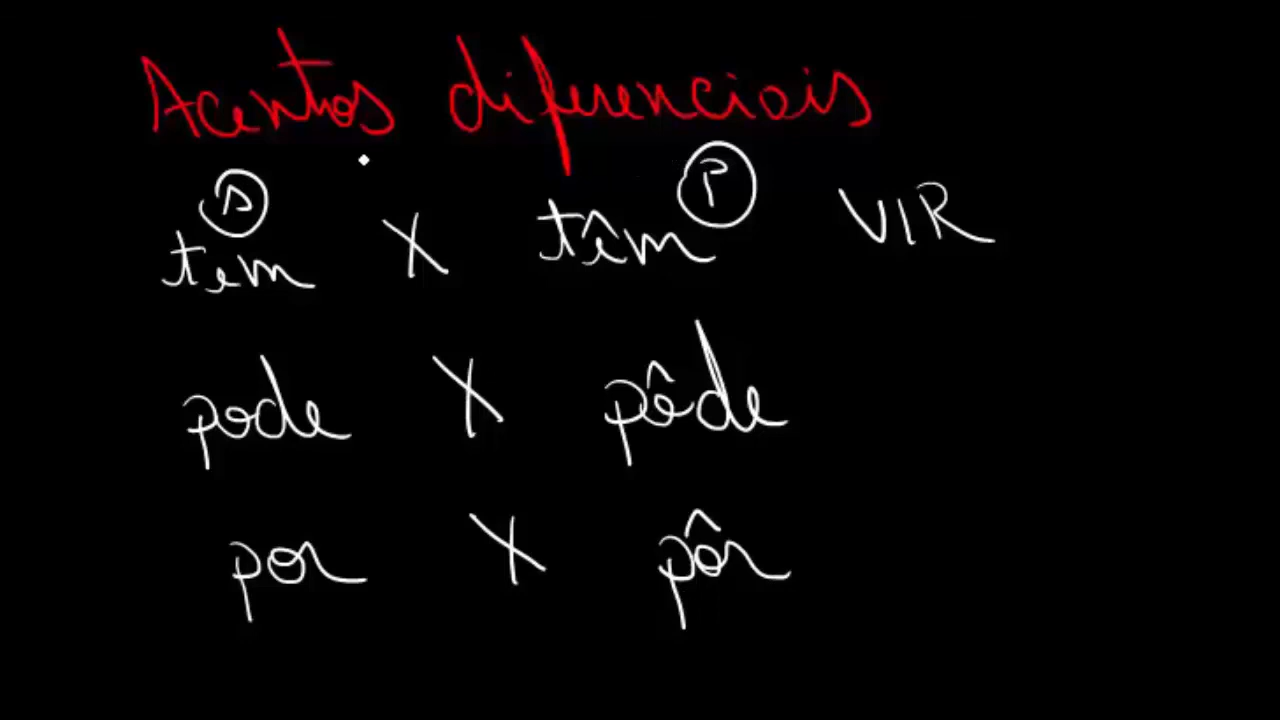 Acentos diferenciais
S P
tem X têm VIR
pode X pôde
por X pôr